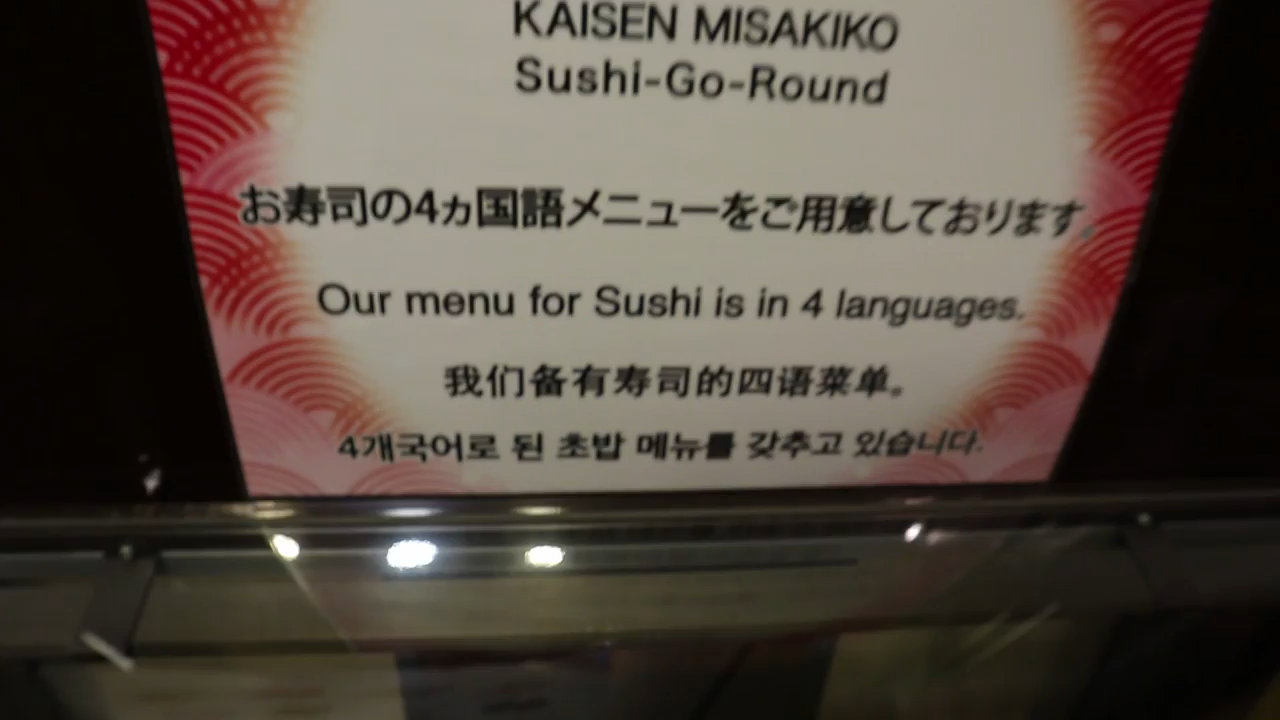 KAISEN MISAKIKO
Sushi-Go-Round
お寿司の4ヵ国語メニューをご用意しております。
Our menu for Sushi is in 4 languages.
我们备有寿司的四语菜单。
4개국어로 된 초밥 메뉴를 갖추고 있습니다.